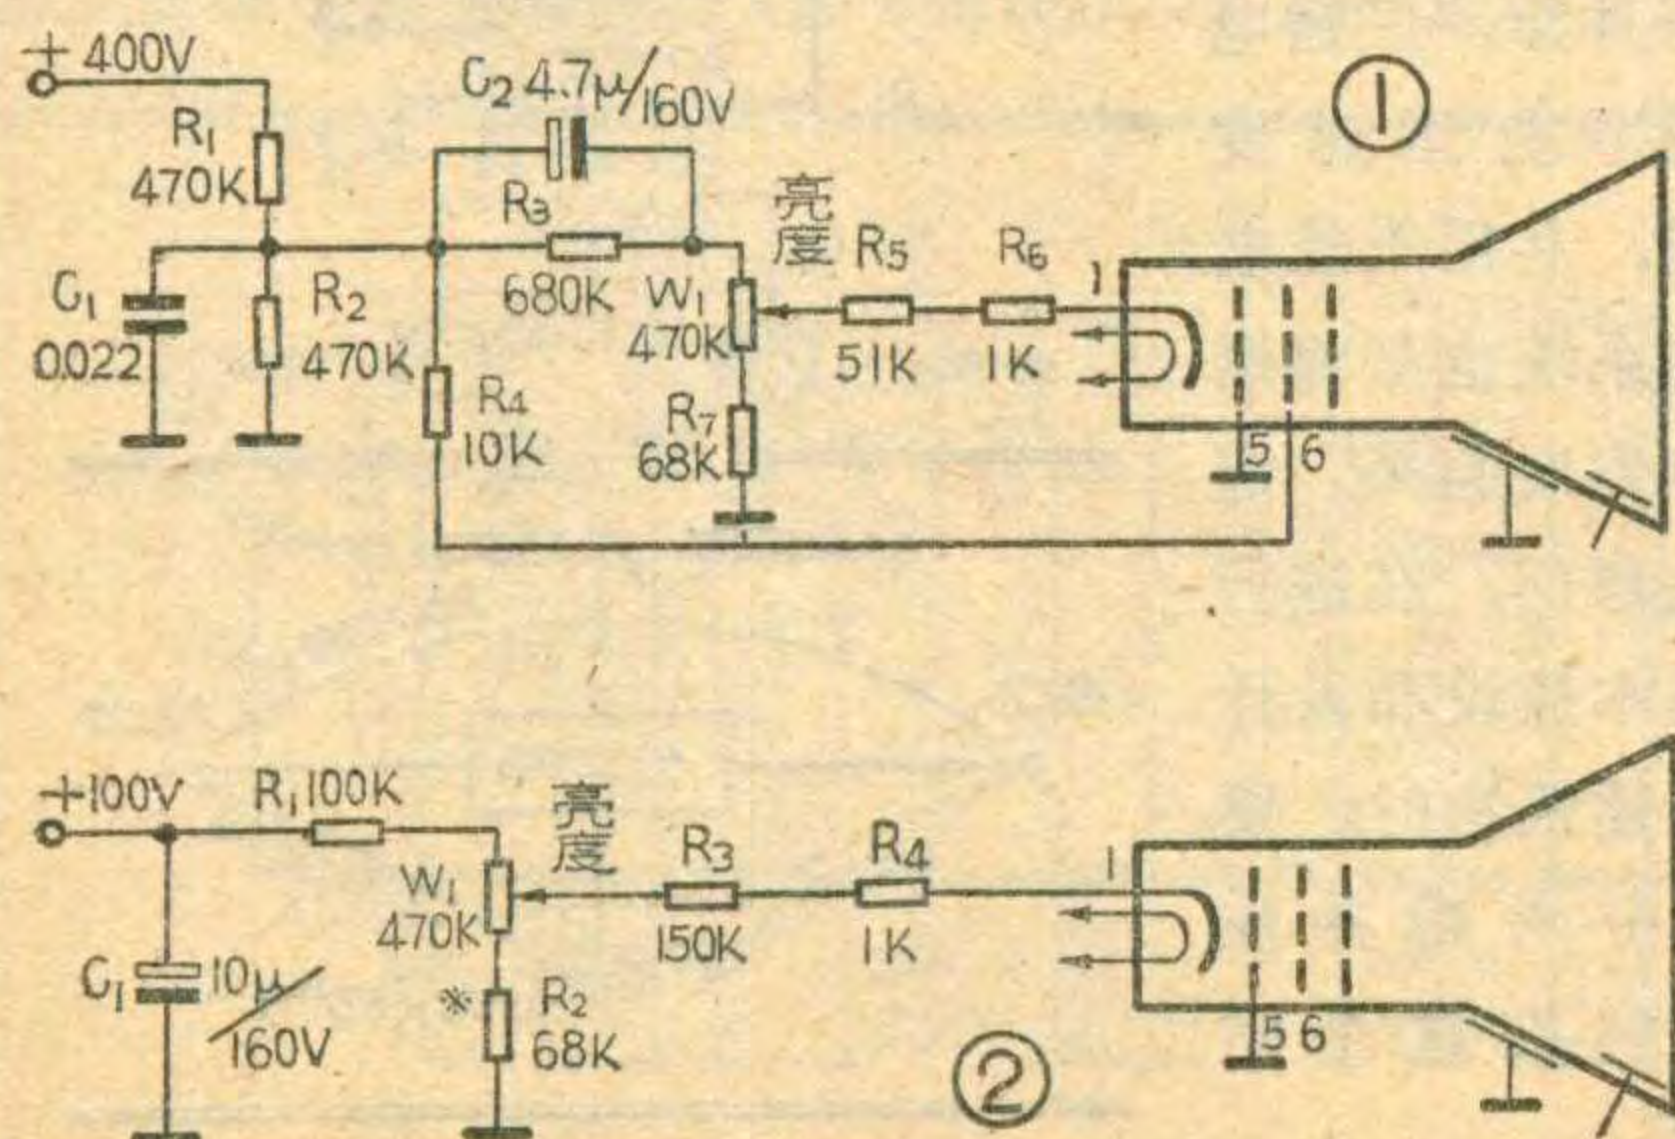 +400V
C₂ 4.7μ/160V
①
R₁
470K
亮度
R₃
680K
R₅
51K
R₆
1K
1
C₁
0.022
R₂
470K
W₁
470K
R₄
10K
R₇
68K
5 6
+100V
R₁ 100K
亮度
W₁
470K
R₃
150K
R₄
1K
1
C₁
10μ/160V
※
R₂
68K
5 6
②